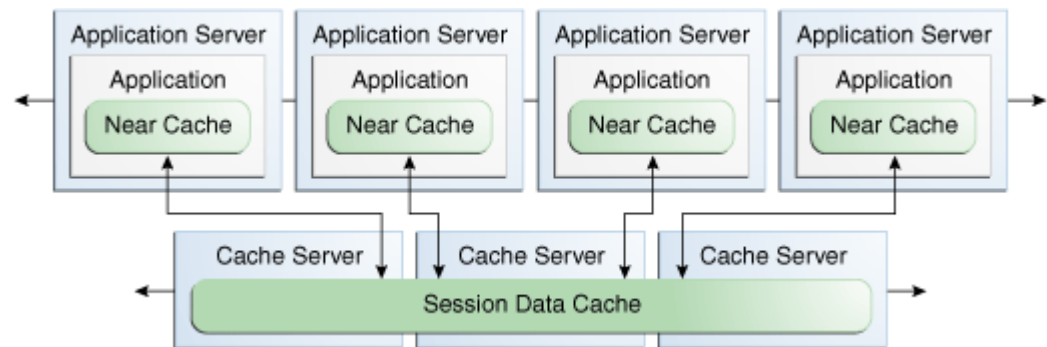 Application Server
Application Server
Application Server
Application Server
Application
Application
Application
Application
Near Cache
Near Cache
Near Cache
Near Cache
Cache Server
Cache Server
Cache Server
Session Data Cache